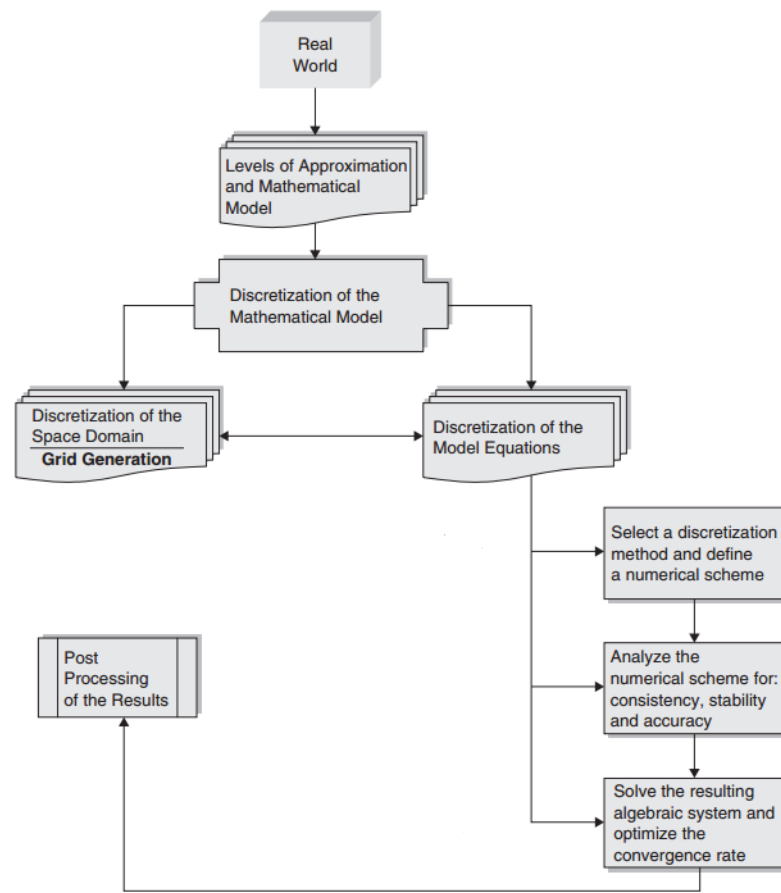 Real
World
Levels of Approximation
and Mathematical
Model
Discretization of the
Mathematical Model
Discretization of the
Space Domain
Grid Generation
Discretization of the
Model Equations
Select a discretization
method and define
a numerical scheme
Analyze the
numerical scheme for:
consistency, stability
and accuracy
Solve the resulting
algebraic system and
optimize the
convergence rate
Post
Processing
of the Results